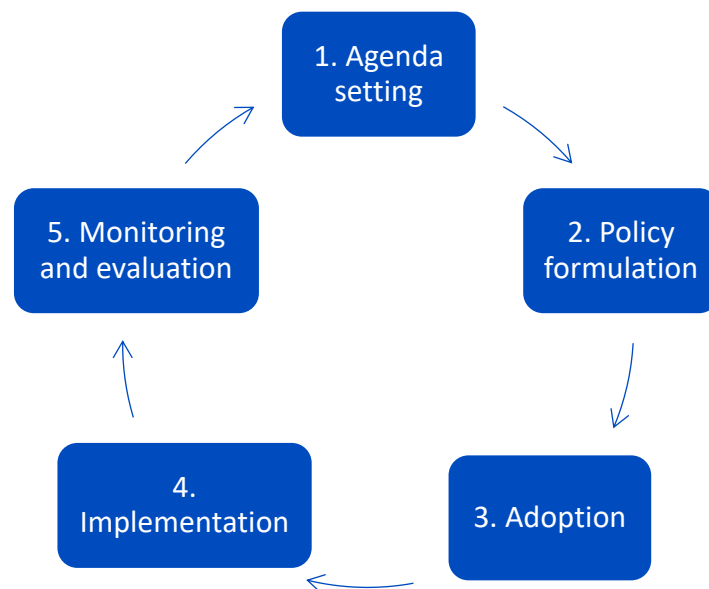 1. Agenda
setting
2. Policy
formulation
3. Adoption
4.
Implementation
5. Monitoring
and evaluation